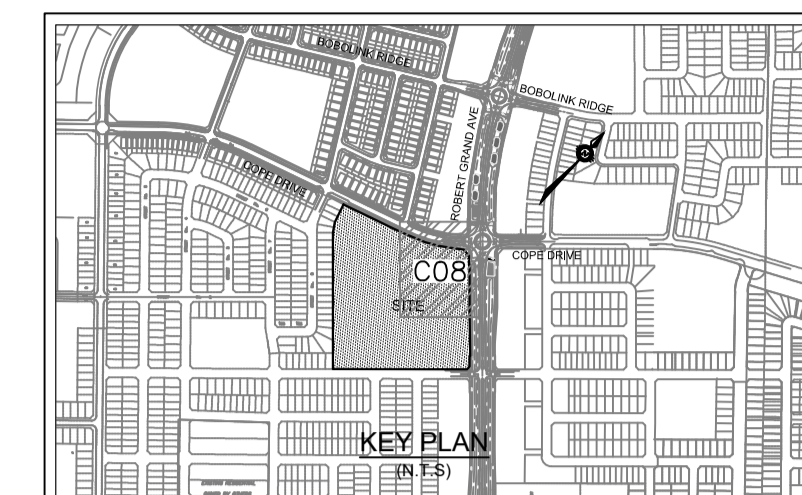 BOBOLINK RIDGE
BOBOLINK RIDGE
ROBERT GRAND AVE
COPE DRIVE
COPE DRIVE
C08
SITE
KEY PLAN
(N.T.S)